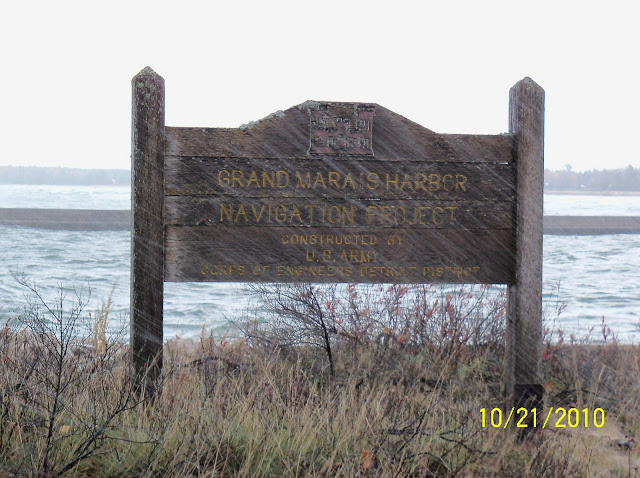 GRAND MARAIS HARBOR
NAVIGATION PROJECT
CONSTRUCTED BY
U.S. ARMY
CORPS OF ENGINEERS DETROIT DISTRICT
10/21/2010